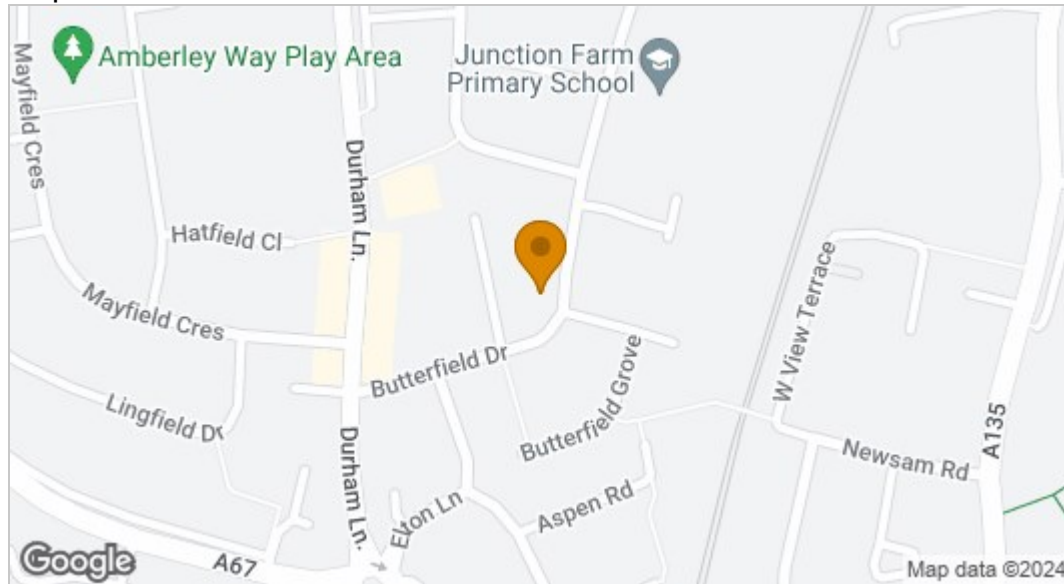 Amberley Way Play Area
Junction Farm
Primary School
Mayfield Cres
Durham Ln.
Hatfield Cl
Mayfield Cres
W View Terrace
Butterfield Dr
Butterfield Grove
Lingfield Dr
Durham Ln.
A135
Newsam Rd
Elton Ln
Aspen Rd
A67
Google
Map data ©2024